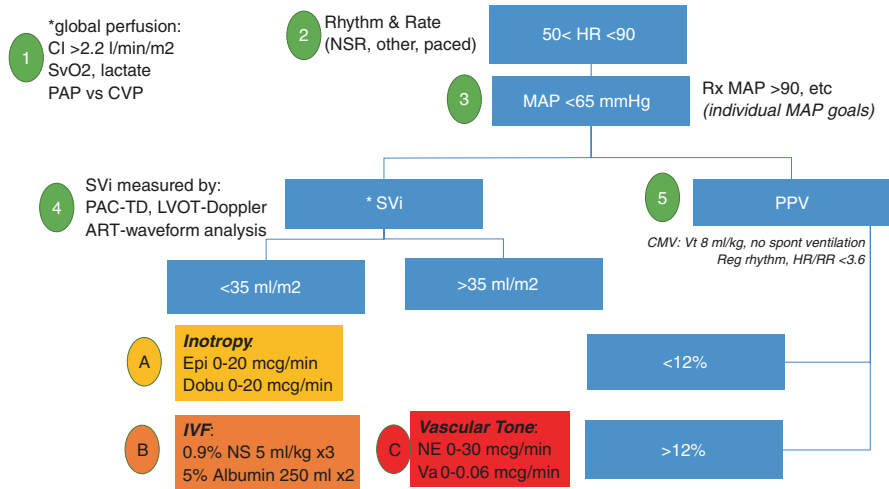 1
*global perfusion:
CI >2.2 l/min/m2
SvO2, lactate
PAP vs CVP
2
Rhythm & Rate
(NSR, other, paced)
50< HR <90
3
MAP <65 mmHg
Rx MAP >90, etc
(individual MAP goals)
4
SVi measured by:
PAC-TD, LVOT-Doppler
ART-waveform analysis
* SVi
5
PPV
CMV: Vt 8 ml/kg, no spont ventilation
Reg rhythm, HR/RR <3.6
<35 ml/m2
>35 ml/m2
A
Inotropy:
Epi 0-20 mcg/min
Dobu 0-20 mcg/min
<12%
B
IVF:
0.9% NS 5 ml/kg x3
5% Albumin 250 ml x2
C
Vascular Tone:
NE 0-30 mcg/min
Va 0-0.06 mcg/min
>12%